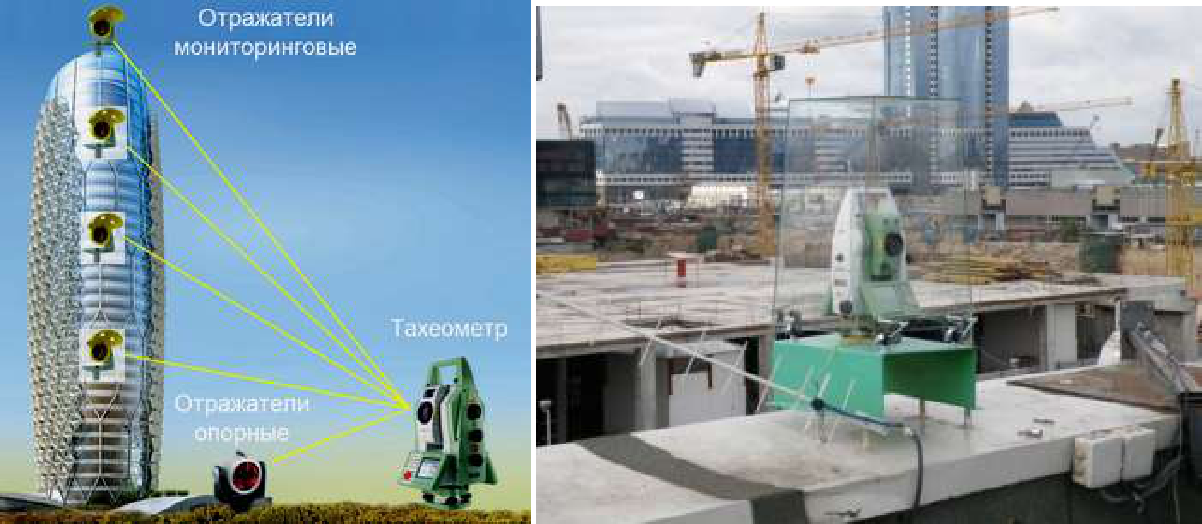 Отражатели
мониторинговые
Тахеометр
Отражатели
опорные